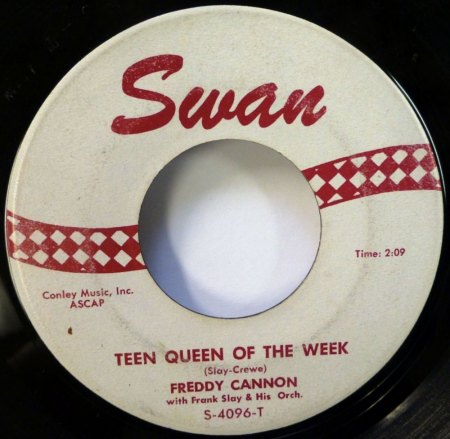 Swan
Time: 2:09
Conley Music, Inc.
ASCAP
TEEN QUEEN OF THE WEEK
(Slay-Crewe)
FREDDY CANNON
with Frank Slay & His Orch.
S-4096-T